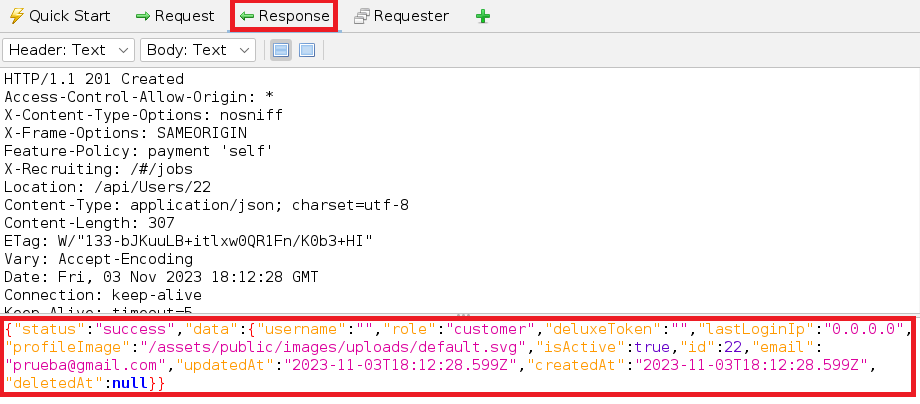 Quick Start Request Response Requester
Header: Text Body: Text
HTTP/1.1 201 Created
Access-Control-Allow-Origin: *
X-Content-Type-Options: nosniff
X-Frame-Options: SAMEORIGIN
Feature-Policy: payment 'self'
X-Recruiting: /#/jobs
Location: /api/Users/22
Content-Type: application/json; charset=utf-8
Content-Length: 307
ETag: W/"133-bJKuuLB+itlxw0QR1Fn/K0b3+HI"
Vary: Accept-Encoding
Date: Fri, 03 Nov 2023 18:12:28 GMT
Connection: keep-alive
Keep-Alive: timeout=5
{"status":"success","data":{"username":"","role":"customer","deluxeToken":"","lastLoginIp":"0.0.0.0",
"profileImage":"/assets/public/images/uploads/default.svg","isActive":true,"id":22,"email":
"prueba@gmail.com","updatedAt":"2023-11-03T18:12:28.599Z","createdAt":"2023-11-03T18:12:28.599Z",
"deletedAt":null}}